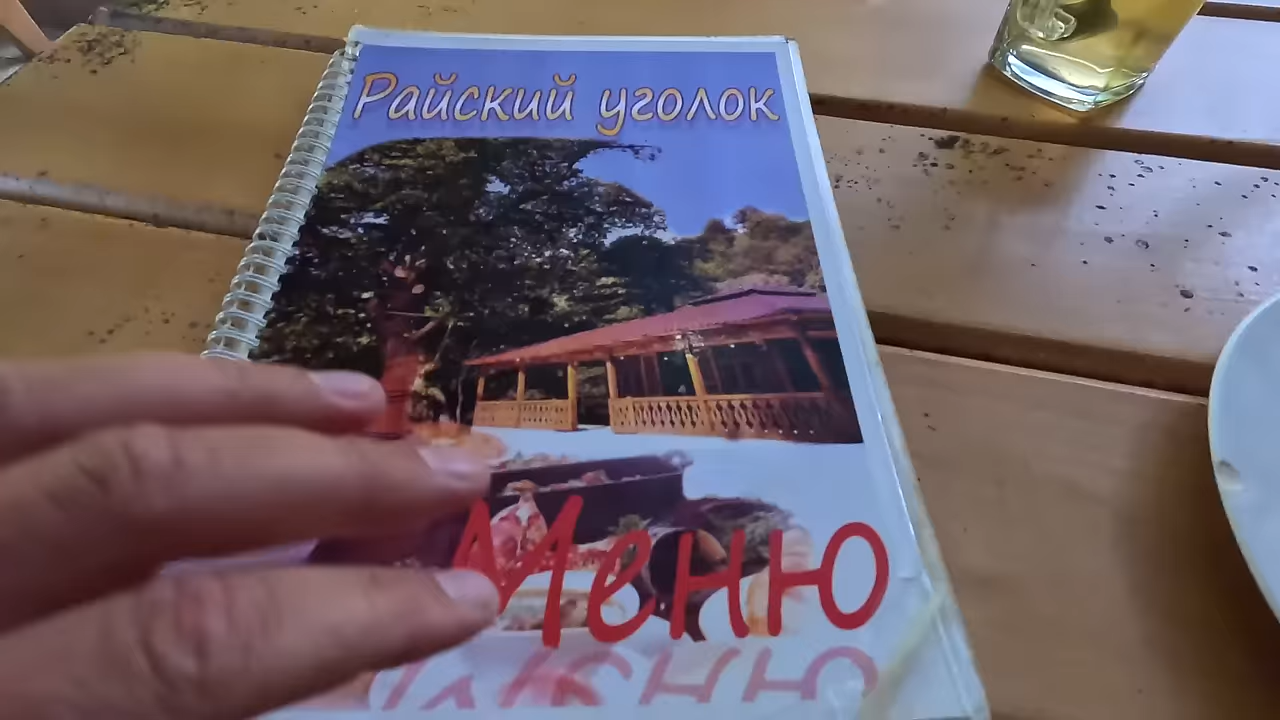 Райский уголок
Меню